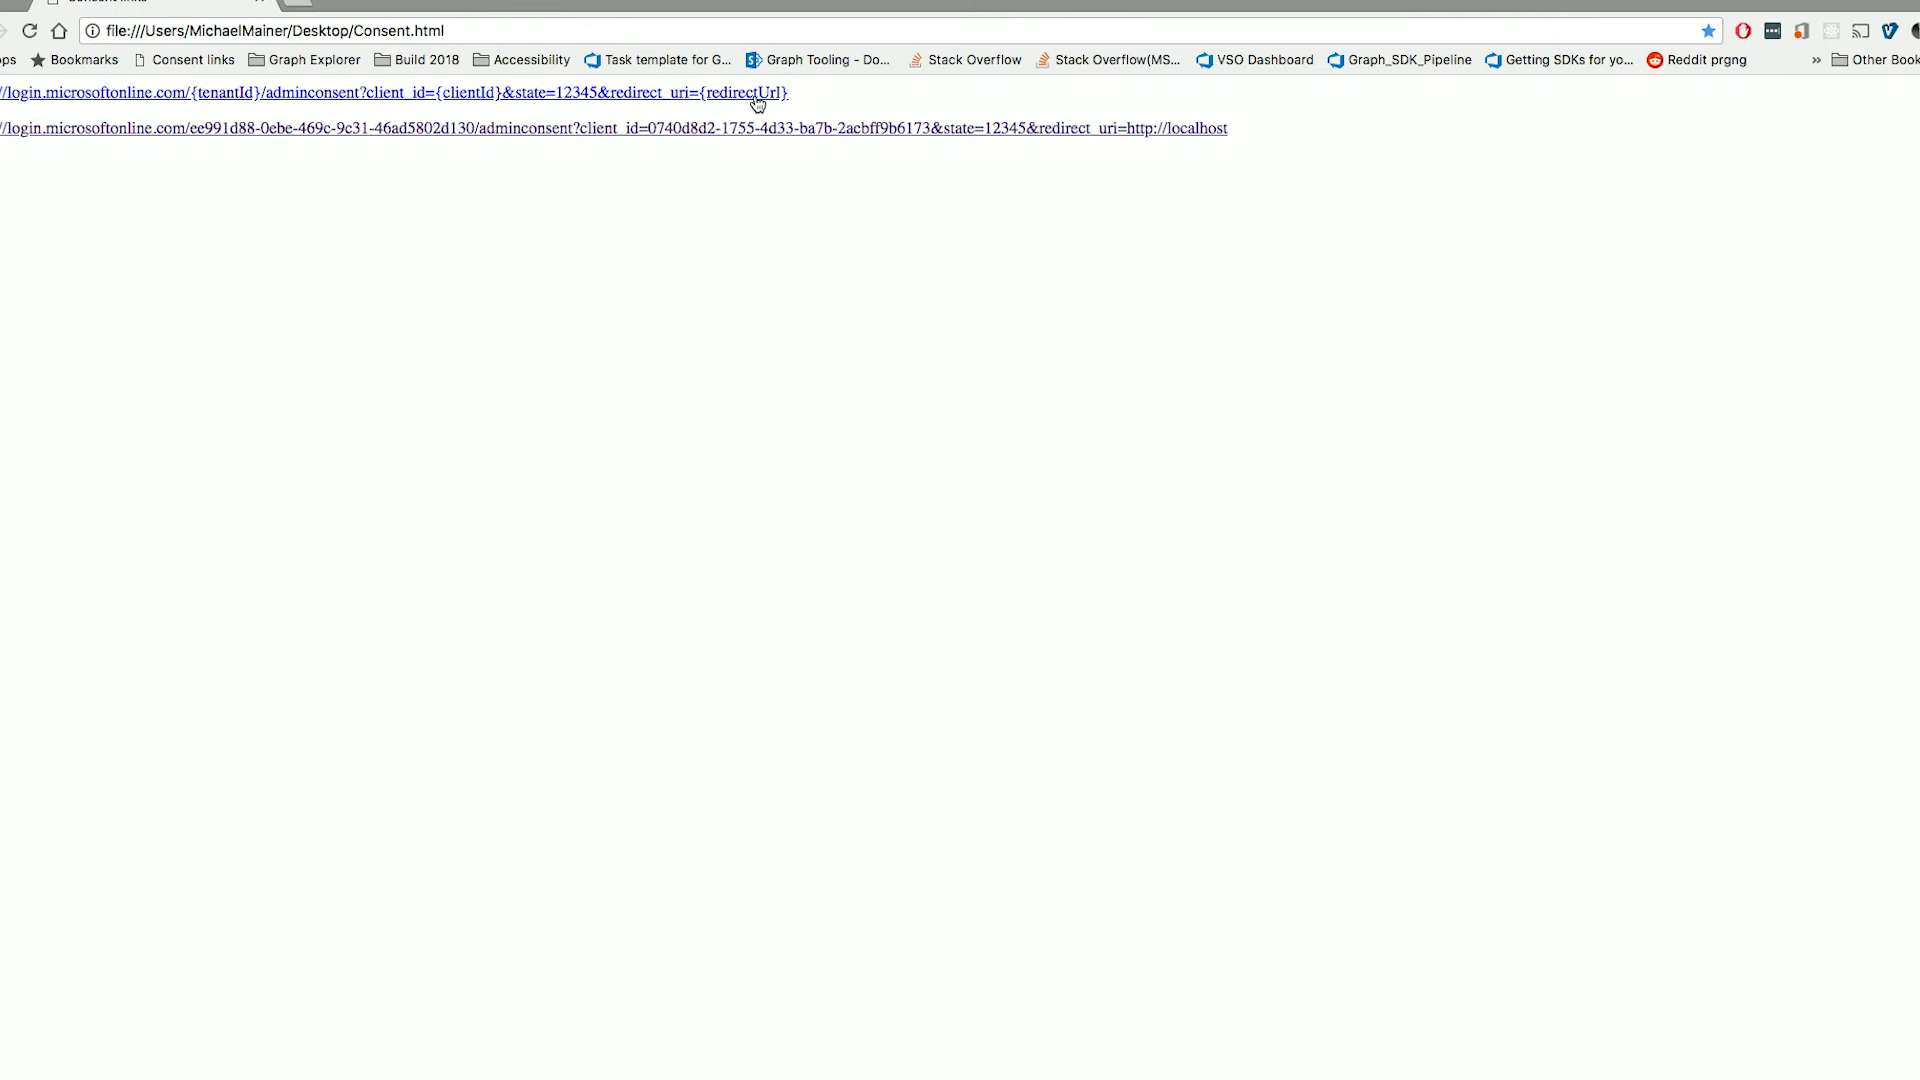 file:///Users/MichaelMainer/Desktop/Consent.html
Bookmarks Consent links Graph Explorer Build 2018 Accessibility Task template for G... Graph Tooling - Do... Stack Overflow Stack Overflow(MS... VSO Dashboard Graph_SDK_Pipeline Getting SDKs for yo... Reddit prgng » Other Book
//login.microsoftonline.com/{tenantId}/adminconsent?client_id={clientId}&state=12345&redirect_uri={redirectUrl}
//login.microsoftonline.com/ee991d88-0ebe-469c-9c31-46ad5802d130/adminconsent?client_id=0740d8d2-1755-4d33-ba7b-2acbff9b6173&state=12345&redirect_uri=http://localhost